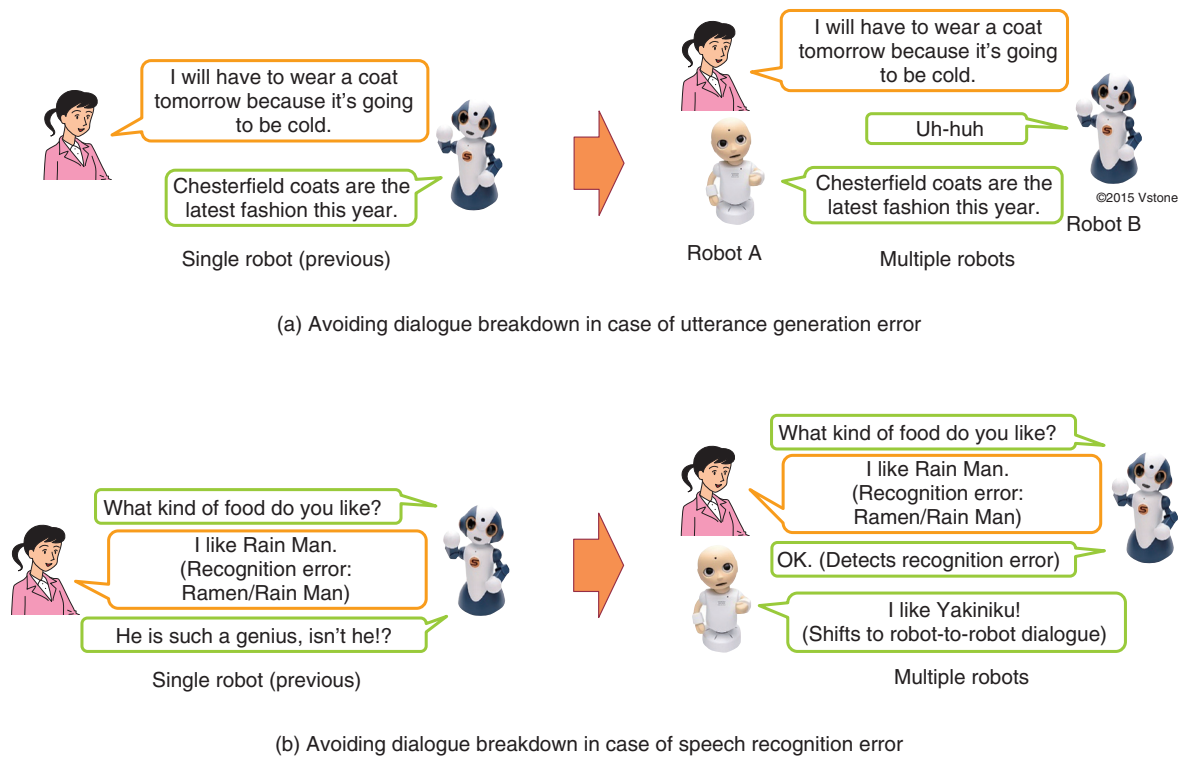 I will have to wear a coat
tomorrow because it's going
to be cold.
Chesterfield coats are the
latest fashion this year.
Single robot (previous)
I will have to wear a coat
tomorrow because it's going
to be cold.
Uh-huh
Chesterfield coats are the
latest fashion this year.
©2015 Vstone
Robot B
Robot A
Multiple robots
(a) Avoiding dialogue breakdown in case of utterance generation error
What kind of food do you like?
I like Rain Man.
(Recognition error:
Ramen/Rain Man)
He is such a genius, isn't he!?
Single robot (previous)
What kind of food do you like?
I like Rain Man.
(Recognition error:
Ramen/Rain Man)
OK. (Detects recognition error)
I like Yakiniku!
(Shifts to robot-to-robot dialogue)
Multiple robots
(b) Avoiding dialogue breakdown in case of speech recognition error